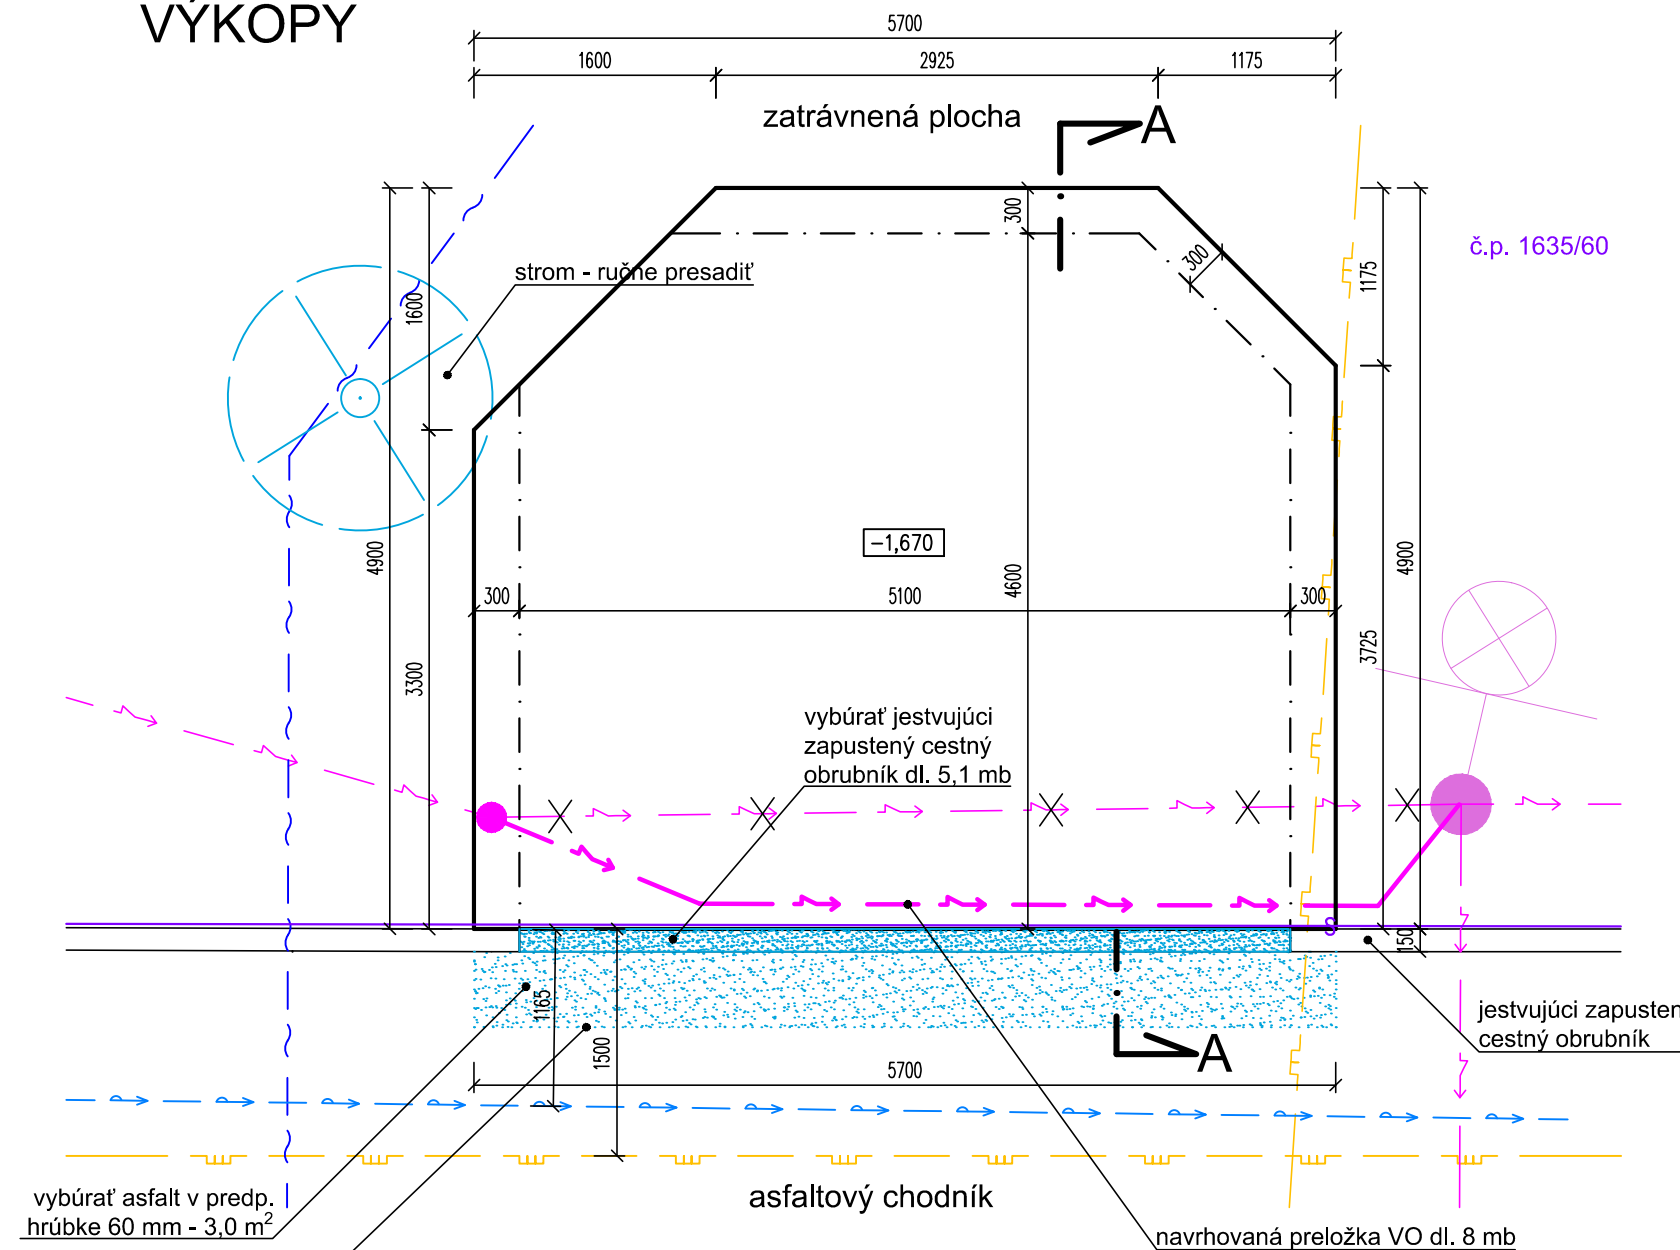 VÝKOPY
5700
1600
2925
1175
zatrávnená plocha
A
300
č.p. 1635/60
300
1175
strom - ručne presadiť
1600
-1,670
4900
4600
4900
300
5100
300
3300
3725
vybúrať jestvujúci
zapustený cestný
obrubník dl. 5,1 mb
150
1165
1500
jestvujúci zapusten
cestný obrubník
A
5700
vybúrať asfalt v predp.
hrúbke 60 mm - 3,0 m²
asfaltový chodník
navrhovaná preložka VO dl. 8 mb